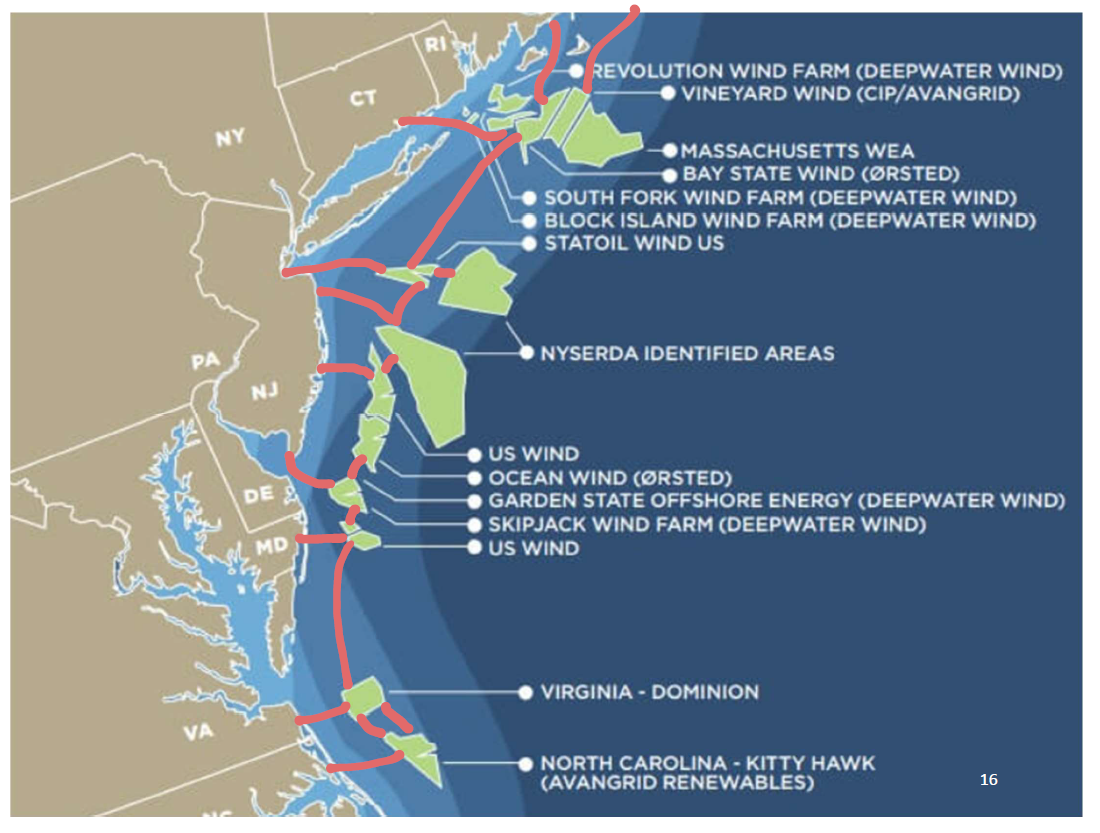 RI
REVOLUTION WIND FARM (DEEPWATER WIND)
CT
VINEYARD WIND (CIP/AVANGRID)
NY
MASSACHUSETTS WEA
BAY STATE WIND (ØRSTED)
SOUTH FORK WIND FARM (DEEPWATER WIND)
BLOCK ISLAND WIND FARM (DEEPWATER WIND)
STATOIL WIND US
NYSERDA IDENTIFIED AREAS
PA
NJ
US WIND
OCEAN WIND (ØRSTED)
DE
GARDEN STATE OFFSHORE ENERGY (DEEPWATER WIND)
SKIPJACK WIND FARM (DEEPWATER WIND)
MD
US WIND
VIRGINIA - DOMINION
VA
NORTH CAROLINA - KITTY HAWK
(AVANGRID RENEWABLES)
16
NC